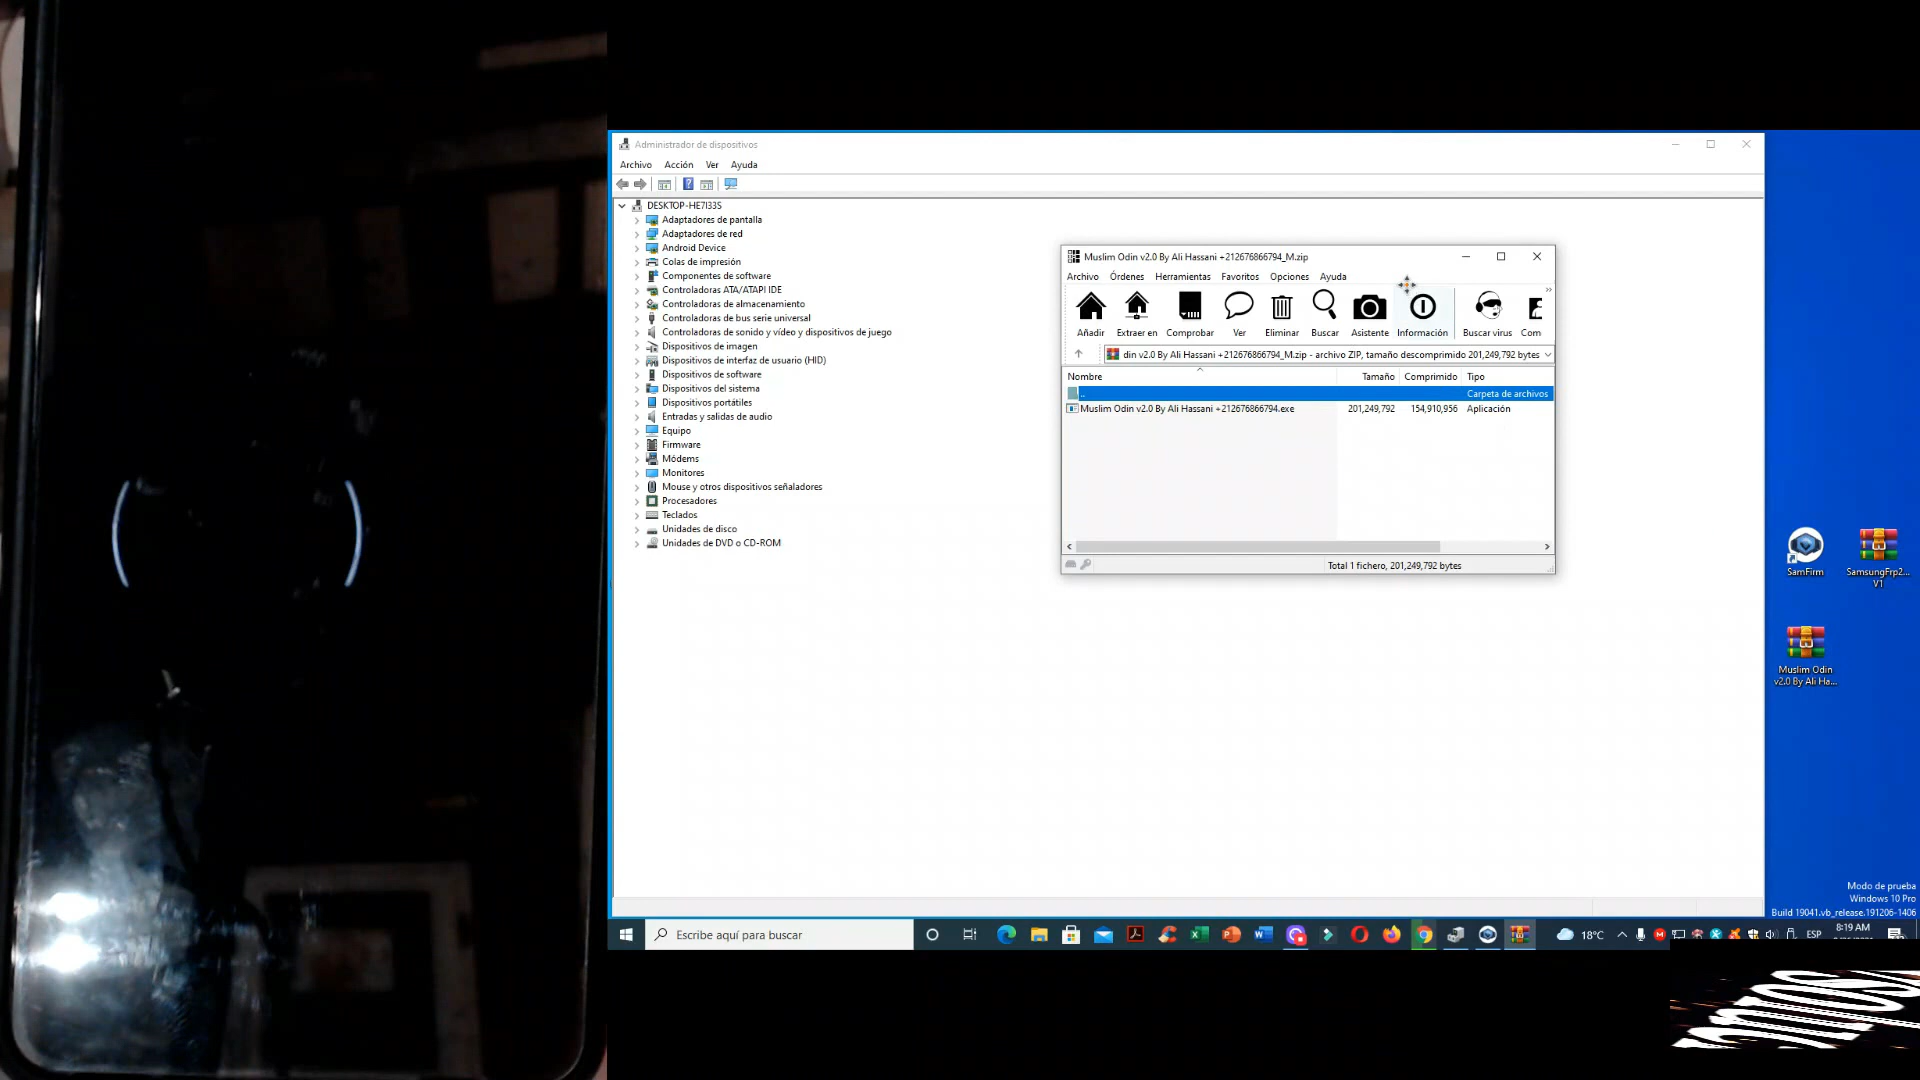 Administrador de dispositivos
Archivo Acción Ver Ayuda
DESKTOP-HE7I33S
Adaptadores de pantalla
Adaptadores de red
Android Device
Colas de impresión
Componentes de software
Controladoras ATA/ATAPI IDE
Controladoras de almacenamiento
Controladoras de bus serie universal
Controladoras de sonido y vídeo y dispositivos de juego
Dispositivos de imagen
Dispositivos de interfaz de usuario (HID)
Dispositivos de software
Dispositivos del sistema
Dispositivos portátiles
Entradas y salidas de audio
Equipo
Firmware
Módems
Monitores
Mouse y otros dispositivos señaladores
Procesadores
Teclados
Unidades de disco
Unidades de DVD o CD-ROM
Muslim Odin v2.0 By Ali Hassani +212676866794_M.zip
Archivo Órdenes Herramientas Favoritos Opciones Ayuda
Añadir Extraer en Comprobar Ver Eliminar Buscar Asistente Información Buscar virus Com
din v2.0 By Ali Hassani +212676866794_M.zip - archivo ZIP, tamaño descomprimido 201,249,792 bytes
Nombre Tamaño Comprimido Tipo
.. Carpeta de archivos
Muslim Odin v2.0 By Ali Hassani +212676866794.exe 201,249,792 154,910,956 Aplicación
Total 1 fichero, 201,249,792 bytes
SamFirm
SamsungFrp2...
V1
Muslim Odin
v2.0 By Ali Ha...
Modo de prueba
Windows 10 Pro
Build 19041.vb_release.191206-1406
Escribe aquí para buscar
18°C
ESP
8:19 AM